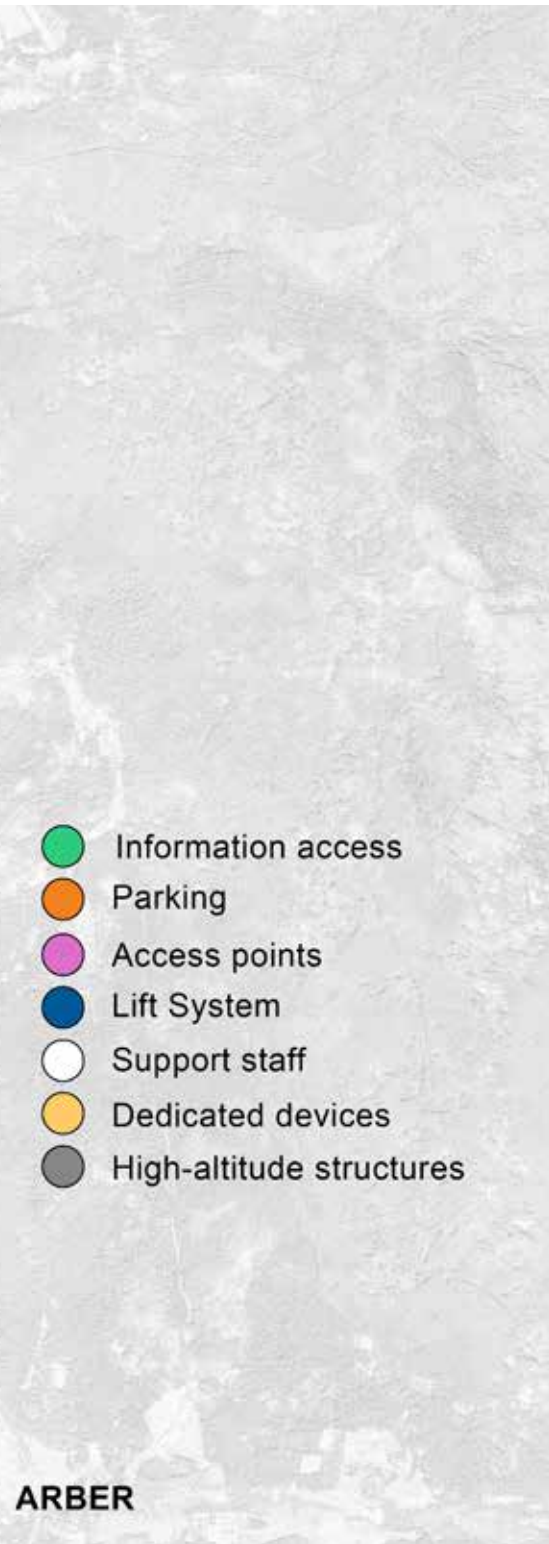 Information access
Parking
Access points
Lift System
Support staff
Dedicated devices
High-altitude structures
ARBER